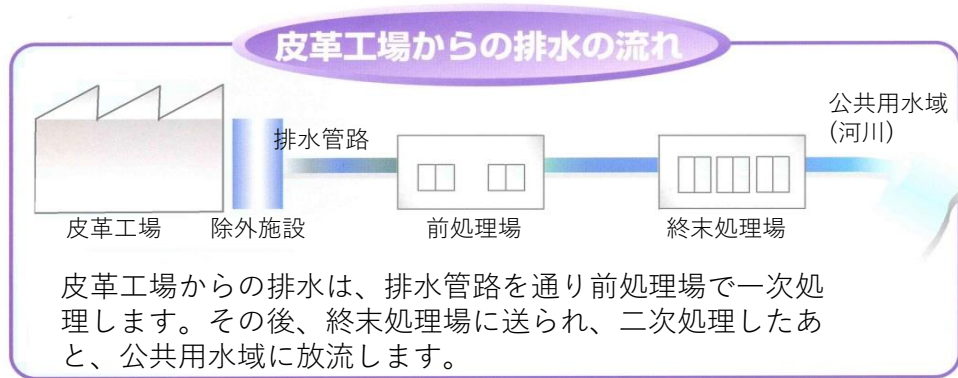 皮革工場からの排水の流れ
公共用水域
(河川)
排水管路
皮革工場
除外施設
前処理場
終末処理場
皮革工場からの排水は、排水管路を通り前処理場で一次処
理します。その後、終末処理場に送られ、二次処理したあ
と、公共用水域に放流します。